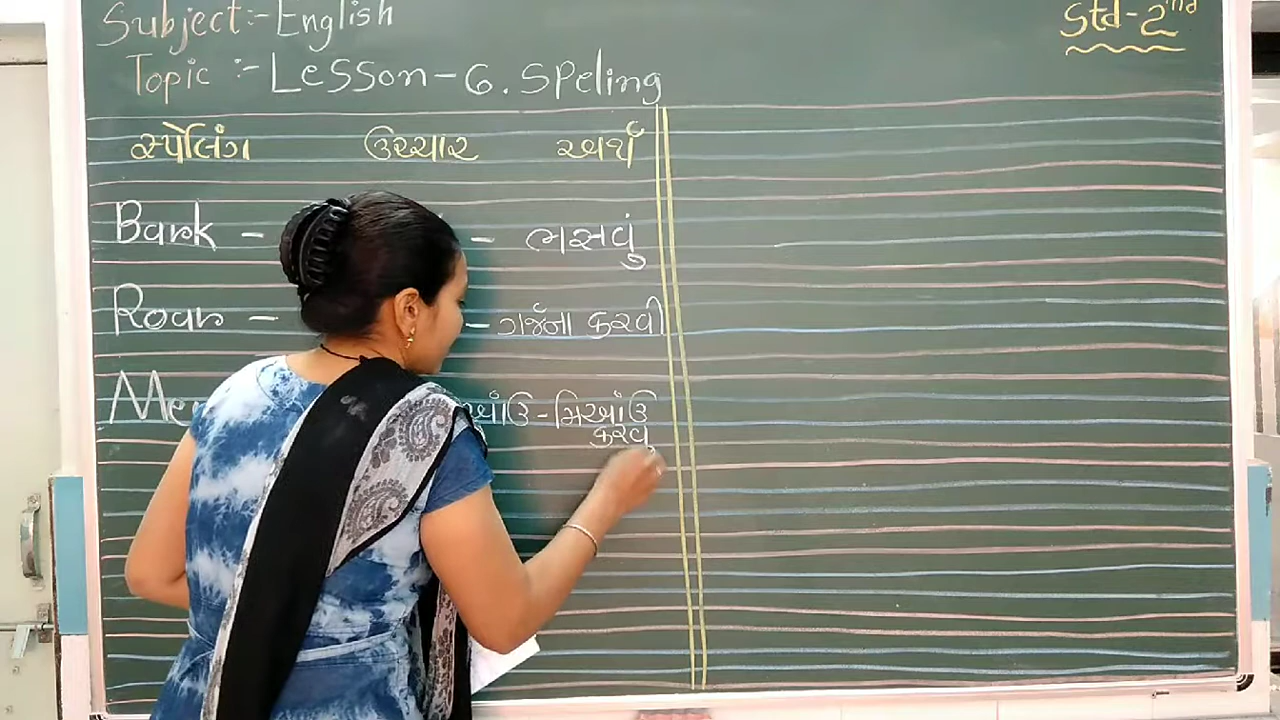 Subject:- English
Std-2nd
Topic :- Lesson-6. Speling
સ્પેલિંગ ઉચ્ચાર અર્થ
Bark - - ભસવું
Roar - - ગર્જના કરવી
મિઆંઉ
કરવુ